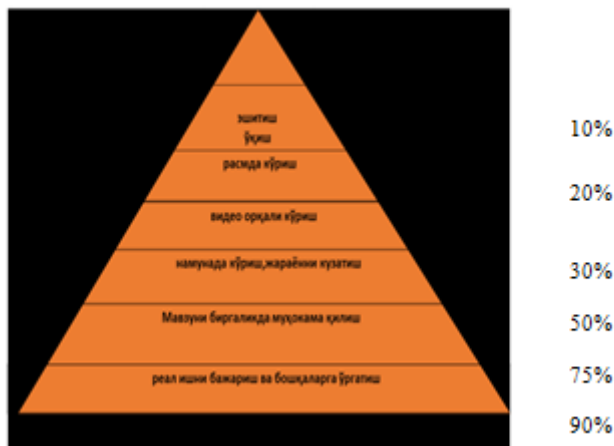 эшитиш
ўқиш
10%
расмда кўриш
20%
видео орқали кўриш
намунада кўриш,жараённи кузатиш
30%
Мавзуни биргаликда муҳокама қилиш
50%
реал ишни бажариш ва бошқаларга ўргатиш
75%
90%